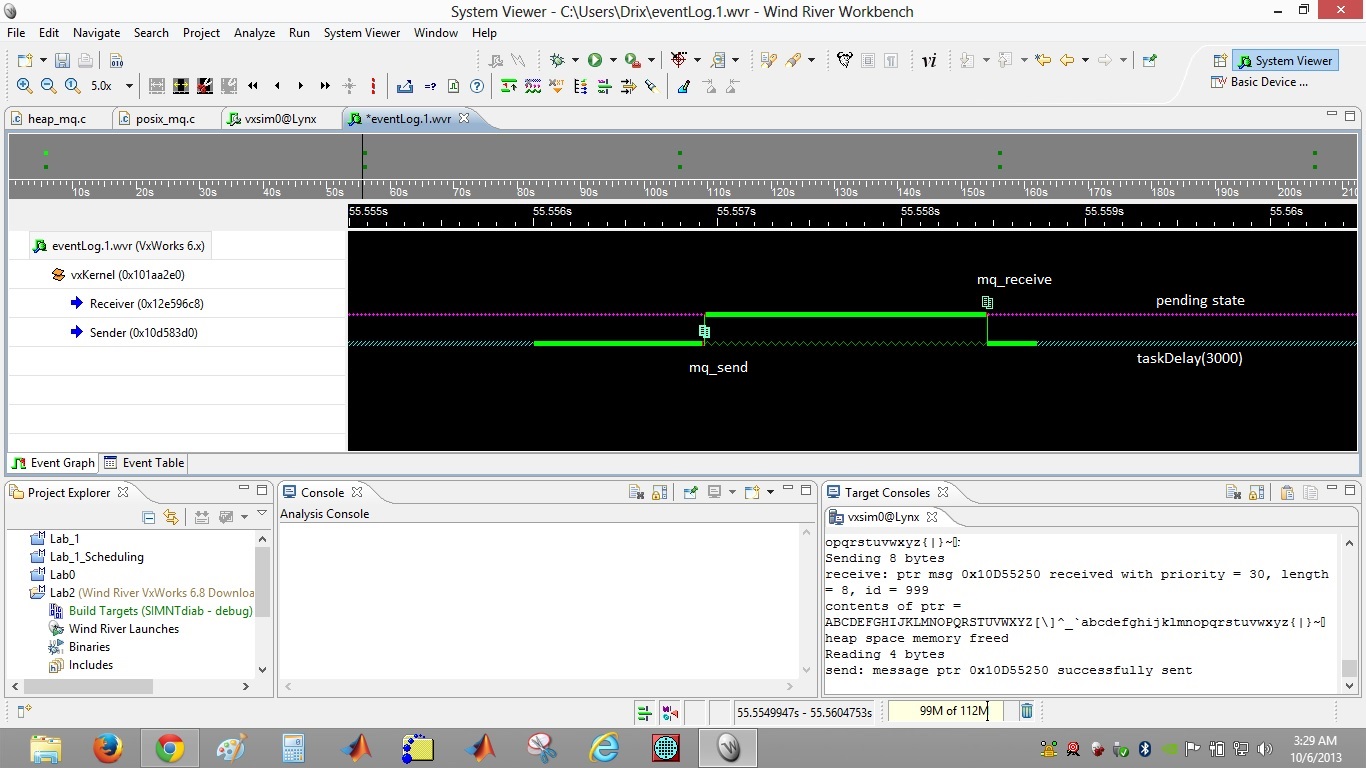 System Viewer - C:\Users\Drix\eventLog.1.wvr - Wind River Workbench
File Edit Navigate Search Project Analyze Run System Viewer Window Help
System Viewer
5.0x
Basic Device ...
heap_mq.c posix_mq.c vxsim0@Lynx *eventLog.1.wvr
10s 20s 30s 40s 50s 60s 70s 80s 90s 100s 110s 120s 130s 140s 150s 160s 170s 180s 190s 200s 210
55.555s 55.556s 55.557s 55.558s 55.559s 55.56s
eventLog.1.wvr (VxWorks 6.x)
vxKernel (0x101aa2e0)
mq_receive
Receiver (0x12e596c8)
pending state
Sender (0x10d583d0)
mq_send
taskDelay(3000)
Event Graph Event Table
Project Explorer
Console
Target Consoles
Analysis Console
vxsim0@Lynx
Lab_1
Lab_1_Scheduling
Lab0
Lab2 (Wind River VxWorks 6.8 Downloa
Build Targets (SIMNTdiab - debug)
Wind River Launches
Binaries
Includes
opqrstuvwxyz{|}~:
Sending 8 bytes
receive: ptr msg 0x10D55250 received with priority = 30, length
= 8, id = 999
contents of ptr =
ABCDEFGHIJKLMNOPQRSTUVWXYZ[\]^_`abcdefghijklmnopqrstuvwxyz{|}~
heap space memory freed
Reading 4 bytes
send: message ptr 0x10D55250 successfully sent
55.5549947s - 55.5604753s
99M of 112M
3:29 AM
10/6/2013